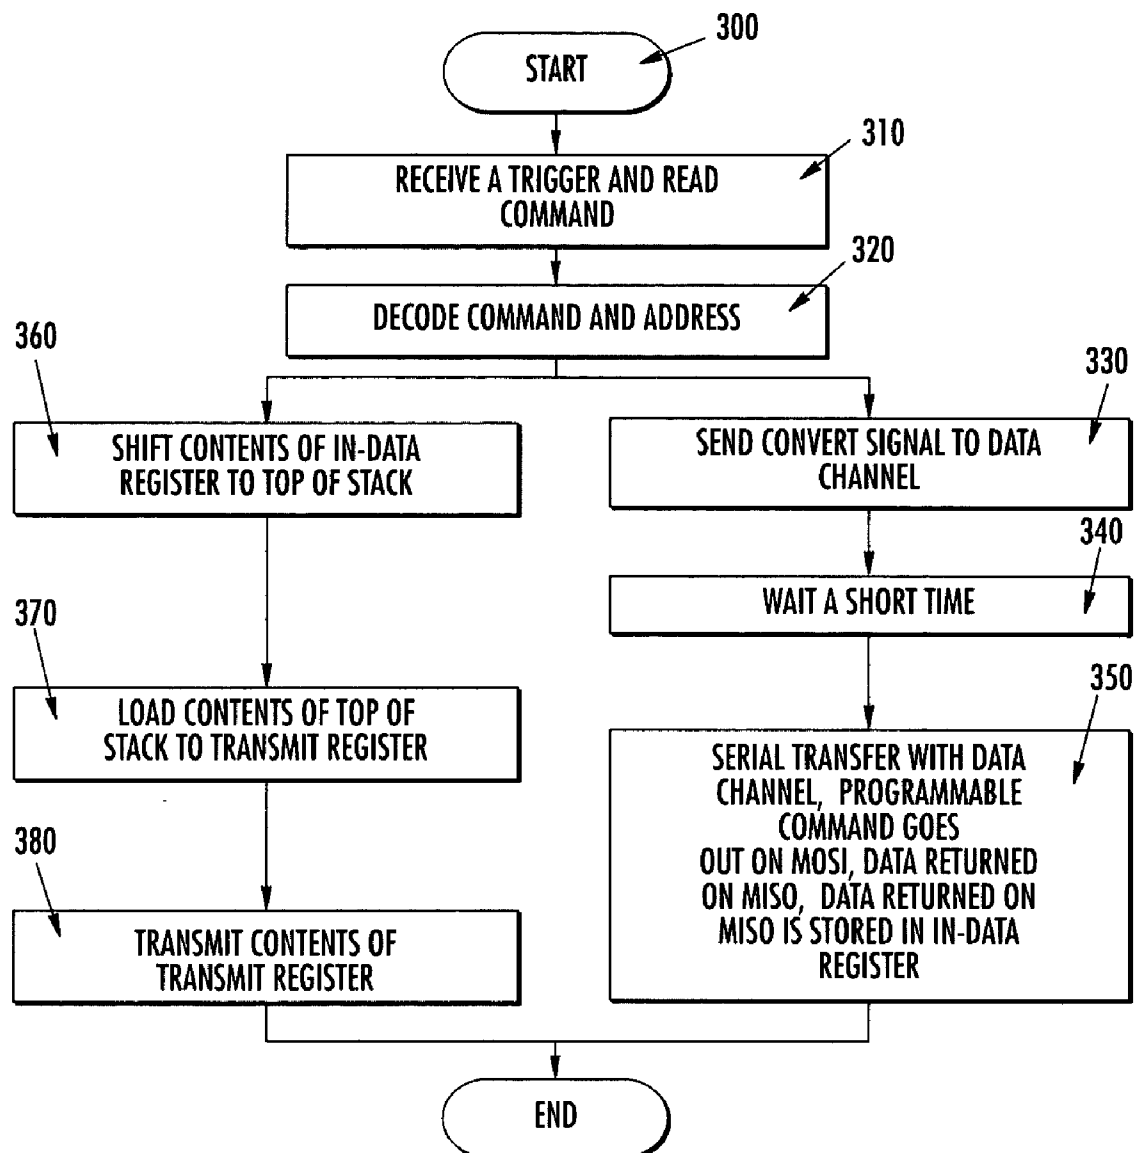 300
START
310
RECEIVE A TRIGGER AND READ
COMMAND
320
DECODE COMMAND AND ADDRESS
360
SHIFT CONTENTS OF IN-DATA
REGISTER TO TOP OF STACK
330
SEND CONVERT SIGNAL TO DATA
CHANNEL
340
WAIT A SHORT TIME
370
LOAD CONTENTS OF TOP OF
STACK TO TRANSMIT REGISTER
350
SERIAL TRANSFER WITH DATA
CHANNEL, PROGRAMMABLE
COMMAND GOES
OUT ON MOSI, DATA RETURNED
ON MISO, DATA RETURNED ON
MISO IS STORED IN IN-DATA
REGISTER
380
TRANSMIT CONTENTS OF
TRANSMIT REGISTER
END